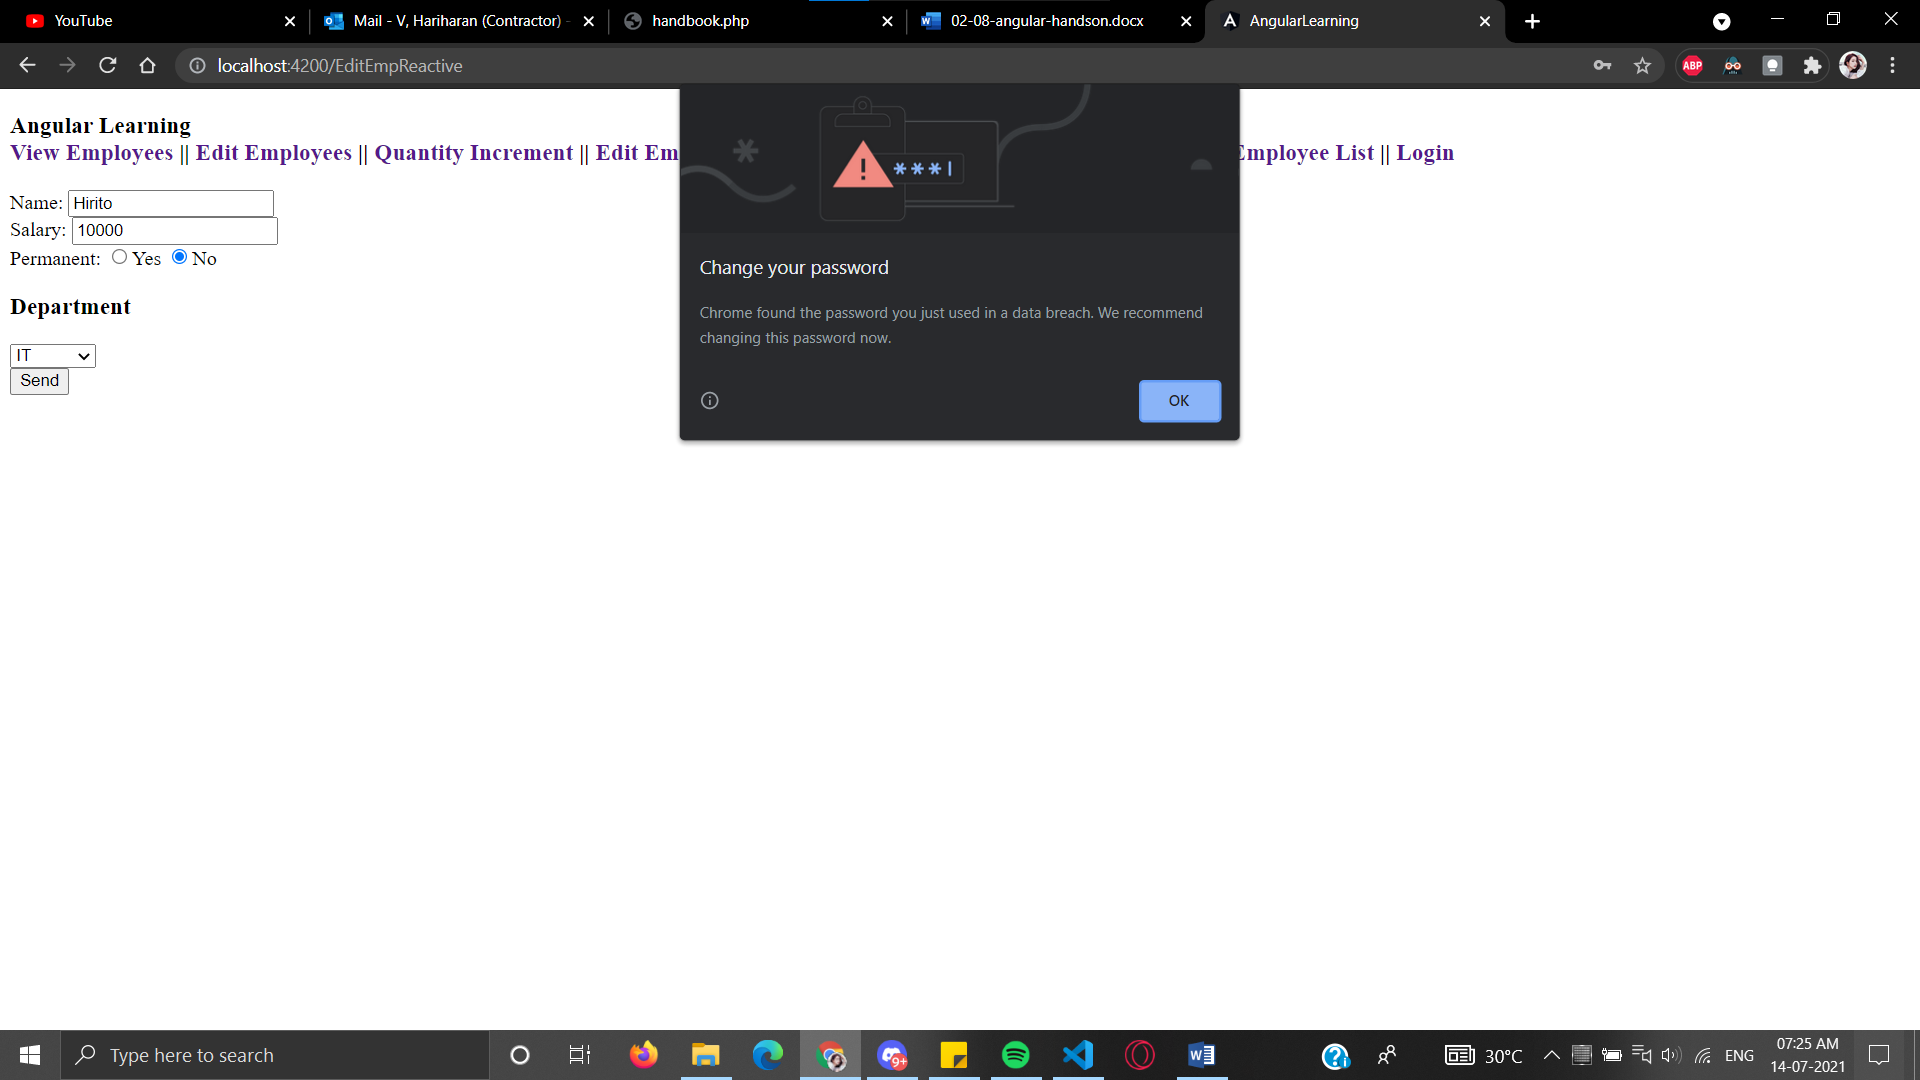 YouTube
Mail - V, Hariharan (Contractor) -
handbook.php
02-08-angular-handson.docx
AngularLearning
localhost:4200/EditEmpReactive
ABP
Angular Learning
View Employees || Edit Employees || Quantity Increment || Edit Em
Employee List || Login
Name: Hirito
Salary: 10000
Permanent: Yes No
Department
IT
Send
***
Change your password
Chrome found the password you just used in a data breach. We recommend
changing this password now.
OK
Type here to search
9+
30°C
ENG
07:25 AM
14-07-2021